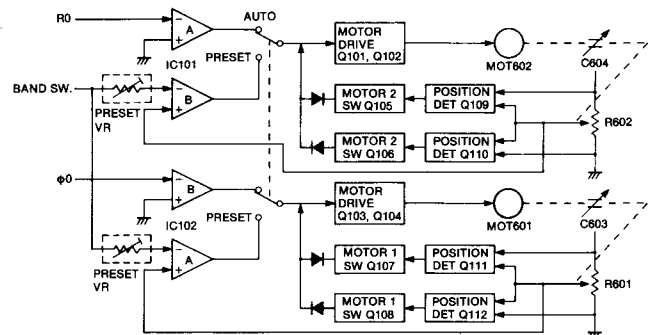 R0
A
IC101
AUTO
PRESET
MOTOR
DRIVE
Q101, Q102
MOT602
C604
BAND SW.
PRESET
VR
B
MOTOR 2
SW Q105
POSITION
DET Q109
R602
MOTOR 2
SW Q106
POSITION
DET Q110
ϕ0
B
IC102
PRESET
MOTOR
DRIVE
Q103, Q104
MOT601
C603
PRESET
VR
A
MOTOR 1
SW Q107
POSITION
DET Q111
R601
MOTOR 1
SW Q108
POSITION
DET Q112